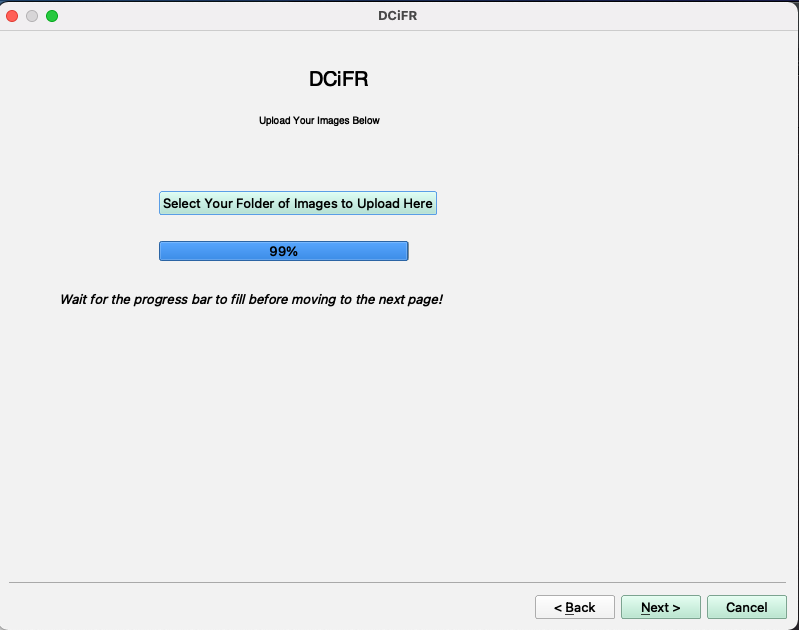 DCiFR
DCiFR
Upload Your Images Below
Select Your Folder of Images to Upload Here
99%
Wait for the progress bar to fill before moving to the next page!
< Back
Next >
Cancel